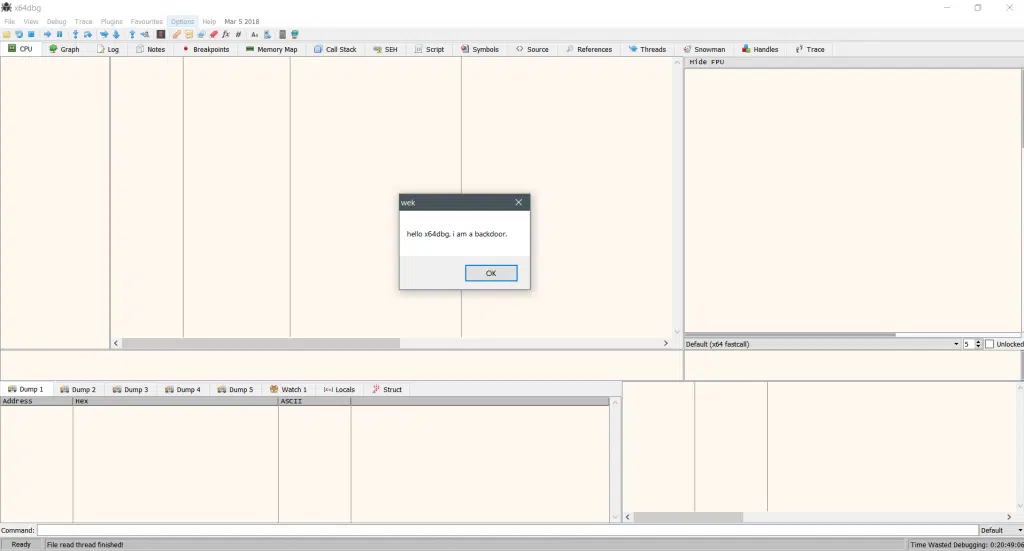 x64dbg
File View Debug Trace Plugins Favourites Options Help Mar 5 2018
CPU Graph Log Notes Breakpoints Memory Map Call Stack SEH Script Symbols Source References Threads Snowman Handles Trace
Hide FPU
wek
hello x64dbg, i am a backdoor.
OK
Default (x64 fastcall) 5 Unlocked
Dump 1 Dump 2 Dump 3 Dump 4 Dump 5 Watch 1 Locals Struct
Address Hex ASCII
Command: Default
Ready File read thread finished! Time Wasted Debugging: 0:20:49:06